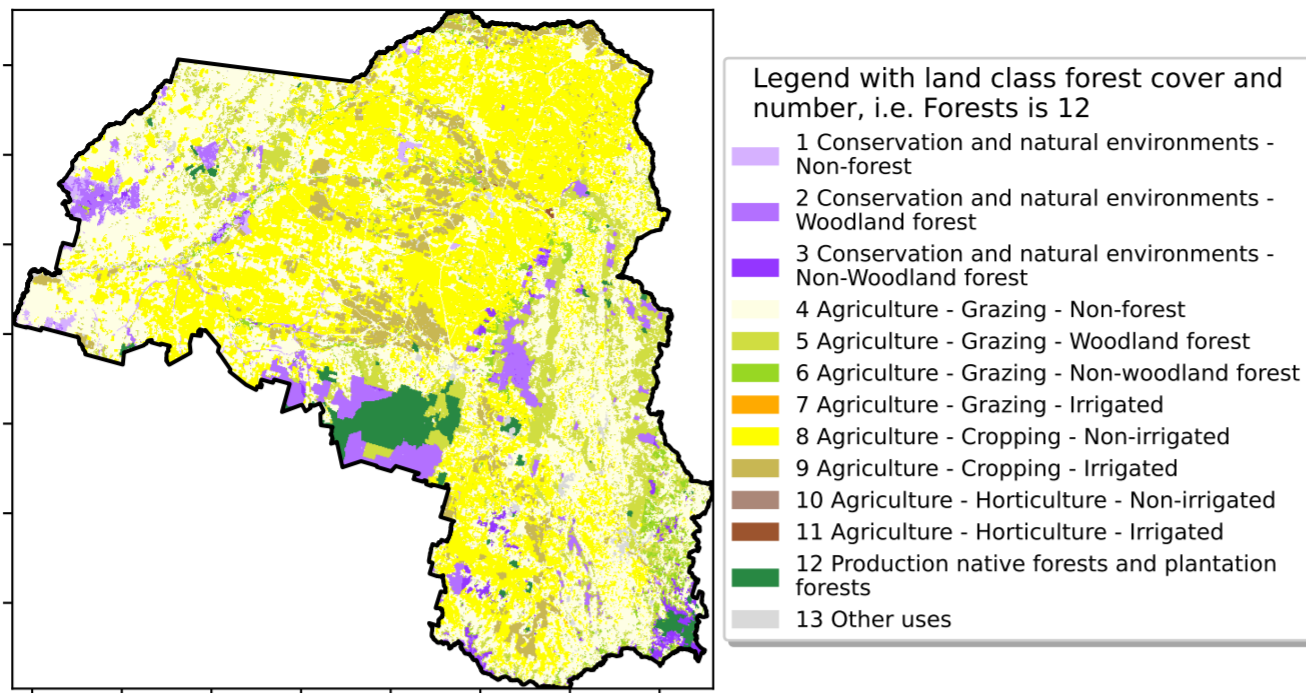 Legend with land class forest cover and
number, i.e. Forests is 12
1 Conservation and natural environments -
Non-forest
2 Conservation and natural environments -
Woodland forest
3 Conservation and natural environments -
Non-Woodland forest
4 Agriculture - Grazing - Non-forest
5 Agriculture - Grazing - Woodland forest
6 Agriculture - Grazing - Non-woodland forest
7 Agriculture - Grazing - Irrigated
8 Agriculture - Cropping - Non-irrigated
9 Agriculture - Cropping - Irrigated
10 Agriculture - Horticulture - Non-irrigated
11 Agriculture - Horticulture - Irrigated
12 Production native forests and plantation
forests
13 Other uses